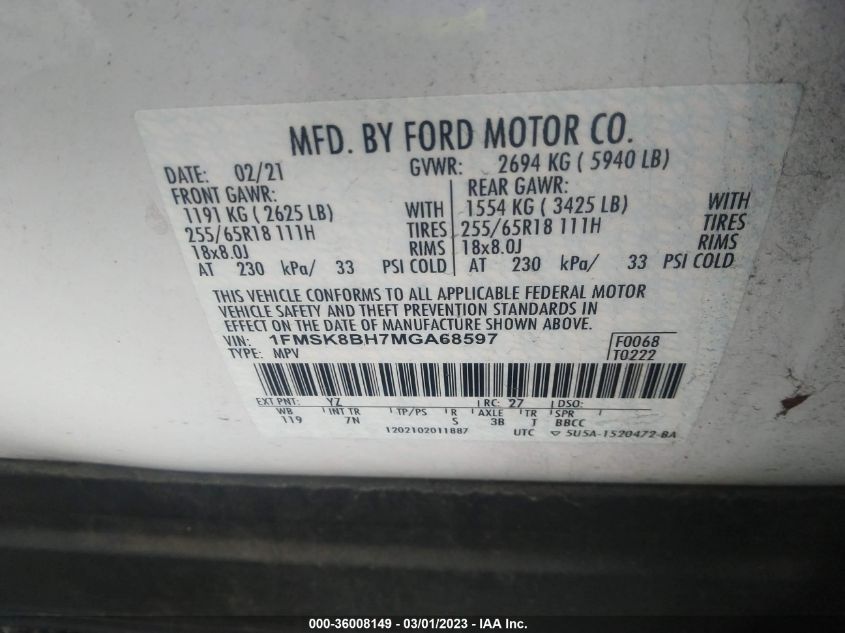 MFD. BY FORD MOTOR CO.
DATE: 02/21 GVWR: 2694 KG ( 5940 LB)
FRONT GAWR: REAR GAWR:
1191 KG ( 2625 LB) WITH 1554 KG ( 3425 LB) WITH
255/65R18 111H TIRES 255/65R18 111H TIRES
18x8.0J RIMS 18x8.0J RIMS
AT 230 kPa/ 33 PSI COLD AT 230 kPa/ 33 PSI COLD
THIS VEHICLE CONFORMS TO ALL APPLICABLE FEDERAL MOTOR
VEHICLE SAFETY AND THEFT PREVENTION STANDARDS IN
EFFECT ON THE DATE OF MANUFACTURE SHOWN ABOVE.
VIN: 1FMSK8BH7MGA68597 F0068
TYPE: MPV T0222
EXT PNT: YZ RC: 27 DSO:
WB INT TR TP/PS R AXLE TR SPR
119 7N S 3B T BBCC
1202102011887 UTC ▽ 5USA-1520472-BA
000-36008149 - 03/01/2023 - IAA Inc.